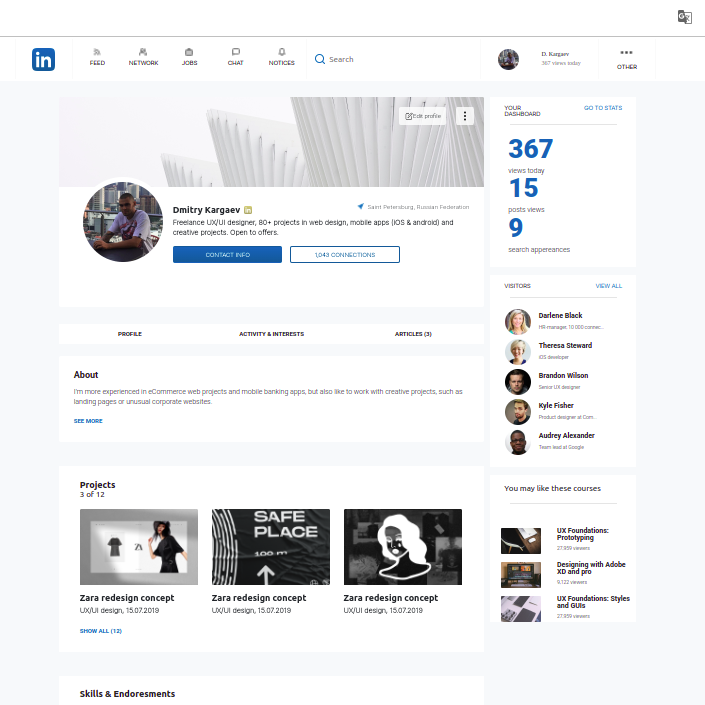 in
FEED
NETWORK
JOBS
CHAT
NOTICES
Search
D. Kargaev
367 views today
OTHER
Edit profile
Dmitry Kargaev in
Saint Petersburg, Russian Federation
Freelance UX/UI designer, 80+ projects in web design, mobile apps (iOS & android) and
creative projects. Open to offers.
CONTACT INFO
1,043 CONNECTIONS
PROFILE
ACTIVITY & INTERESTS
ARTICLES (3)
About
I'm more experienced in eCommerce web projects and mobile banking apps, but also like to work with creative projects, such as
landing pages or unusual corporate websites.
SEE MORE
Projects
3 of 12
ZA
SAFE
PLACE
100 m
Zara redesign concept
UX/UI design, 15.07.2019
Zara redesign concept
UX/UI design, 15.07.2019
Zara redesign concept
UX/UI design, 15.07.2019
SHOW ALL (12)
Skills & Endoresments
YOUR
DASHBOARD
GO TO STATS
367
views today
15
posts views
9
search appereances
VISITORS
VIEW ALL
Darlene Black
HR-manager, 10 000 connec...
Theresa Steward
iOS developer
Brandon Wilson
Senior UX designer
Kyle Fisher
Product designer at Com...
Audrey Alexander
Team lead at Google
You may like these courses
UX Foundations:
Prototyping
27,959 viewers
Designing with Adobe
XD and pro
9,122 viewers
UX Foundations: Styles
and GUIs
27,959 viewers